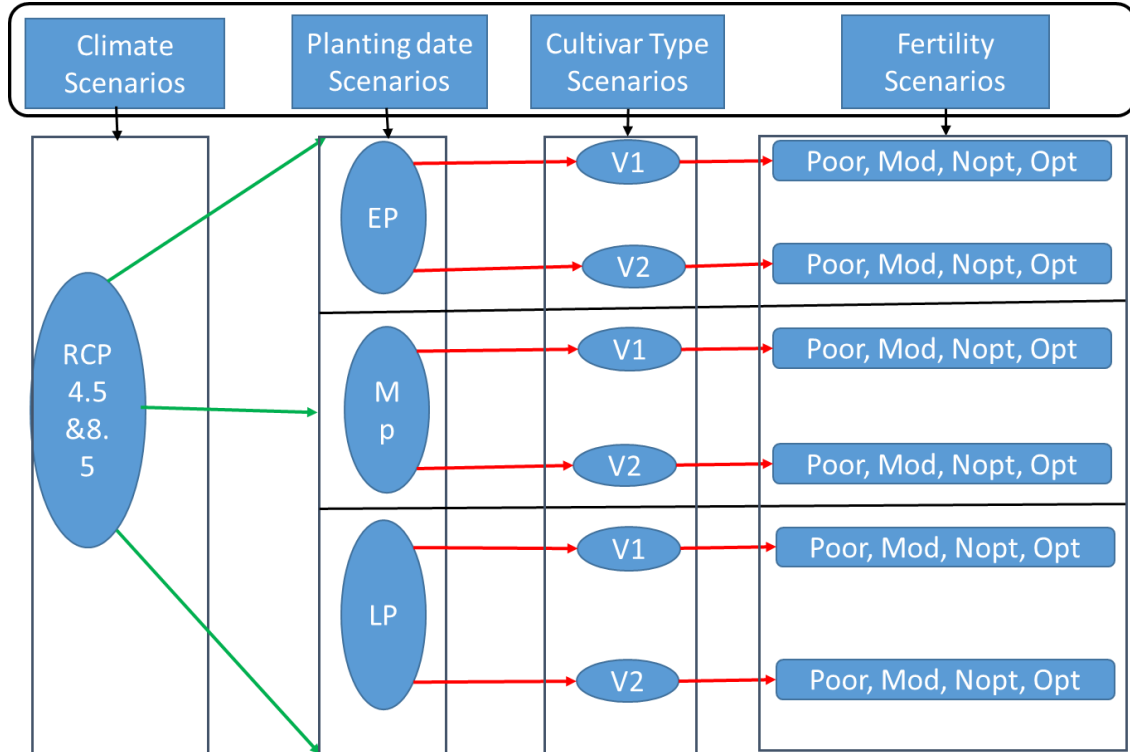 Climate
Scenarios
Planting date
Scenarios
Cultivar Type
Scenarios
Fertility
Scenarios
RCP
4.5
&8.
5
EP
V1
Poor, Mod, Nopt, Opt
V2
Poor, Mod, Nopt, Opt
M
p
V1
Poor, Mod, Nopt, Opt
V2
Poor, Mod, Nopt, Opt
LP
V1
Poor, Mod, Nopt, Opt
V2
Poor, Mod, Nopt, Opt